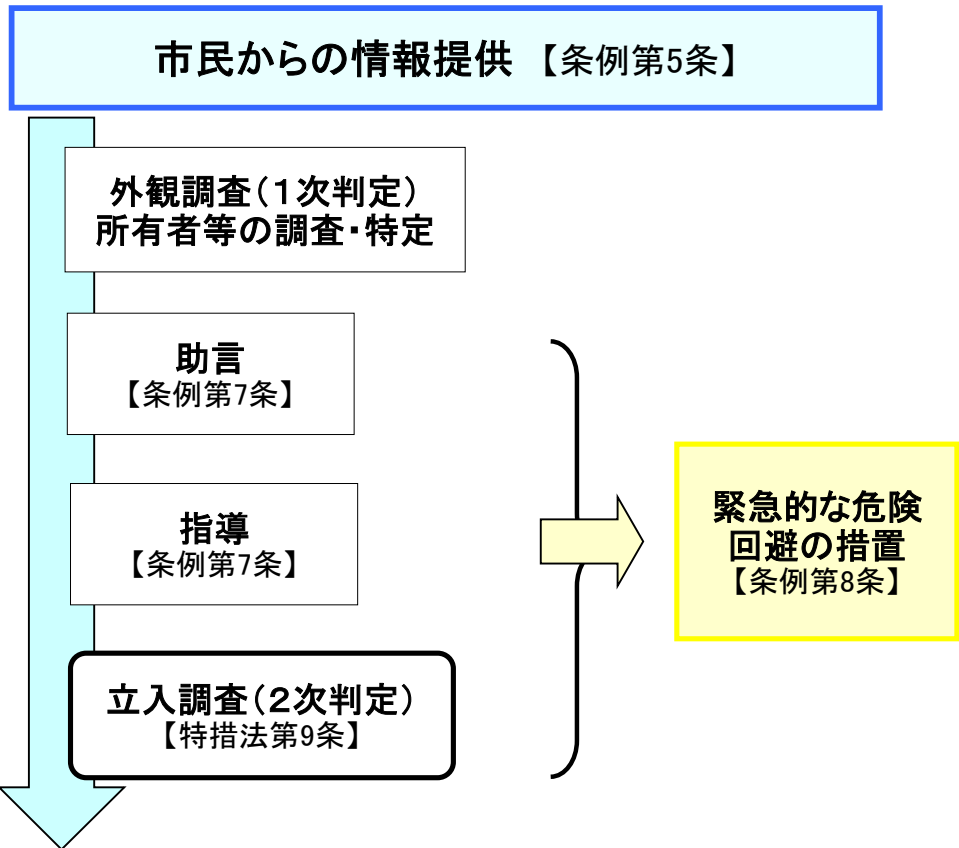 市民からの情報提供 【条例第5条】
外観調査(1次判定)
所有者等の調査・特定
助言
【条例第7条】
指導
【条例第7条】
立入調査(2次判定)
【特措法第9条】
緊急的な危険
回避の措置
【条例第8条】